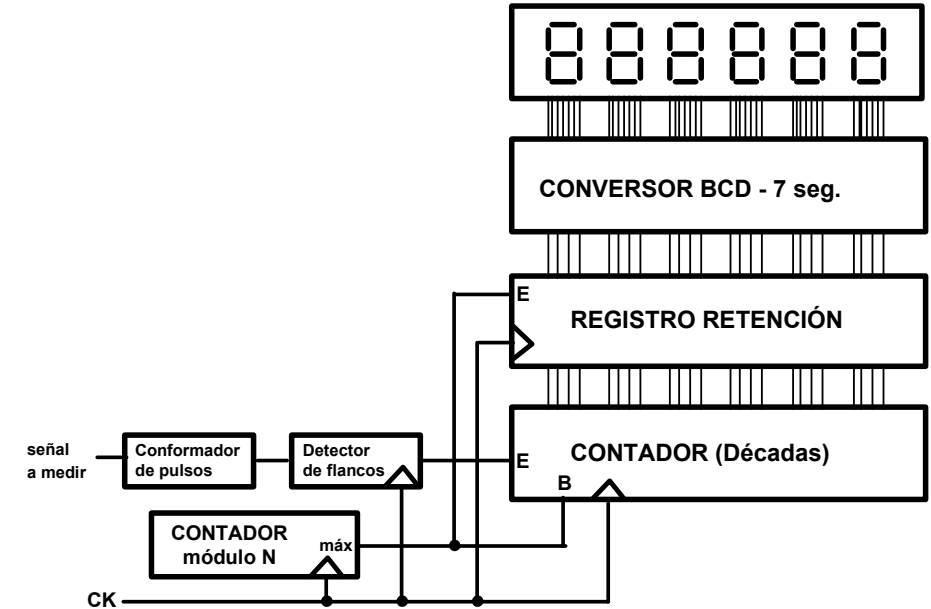 888888
CONVERSOR BCD - 7 seg.
E
REGISTRO RETENCIÓN
señal
a medir
Conformador
de pulsos
Detector
de flancos
E
CONTADOR (Décadas)
B
CONTADOR
módulo N
máx
CK